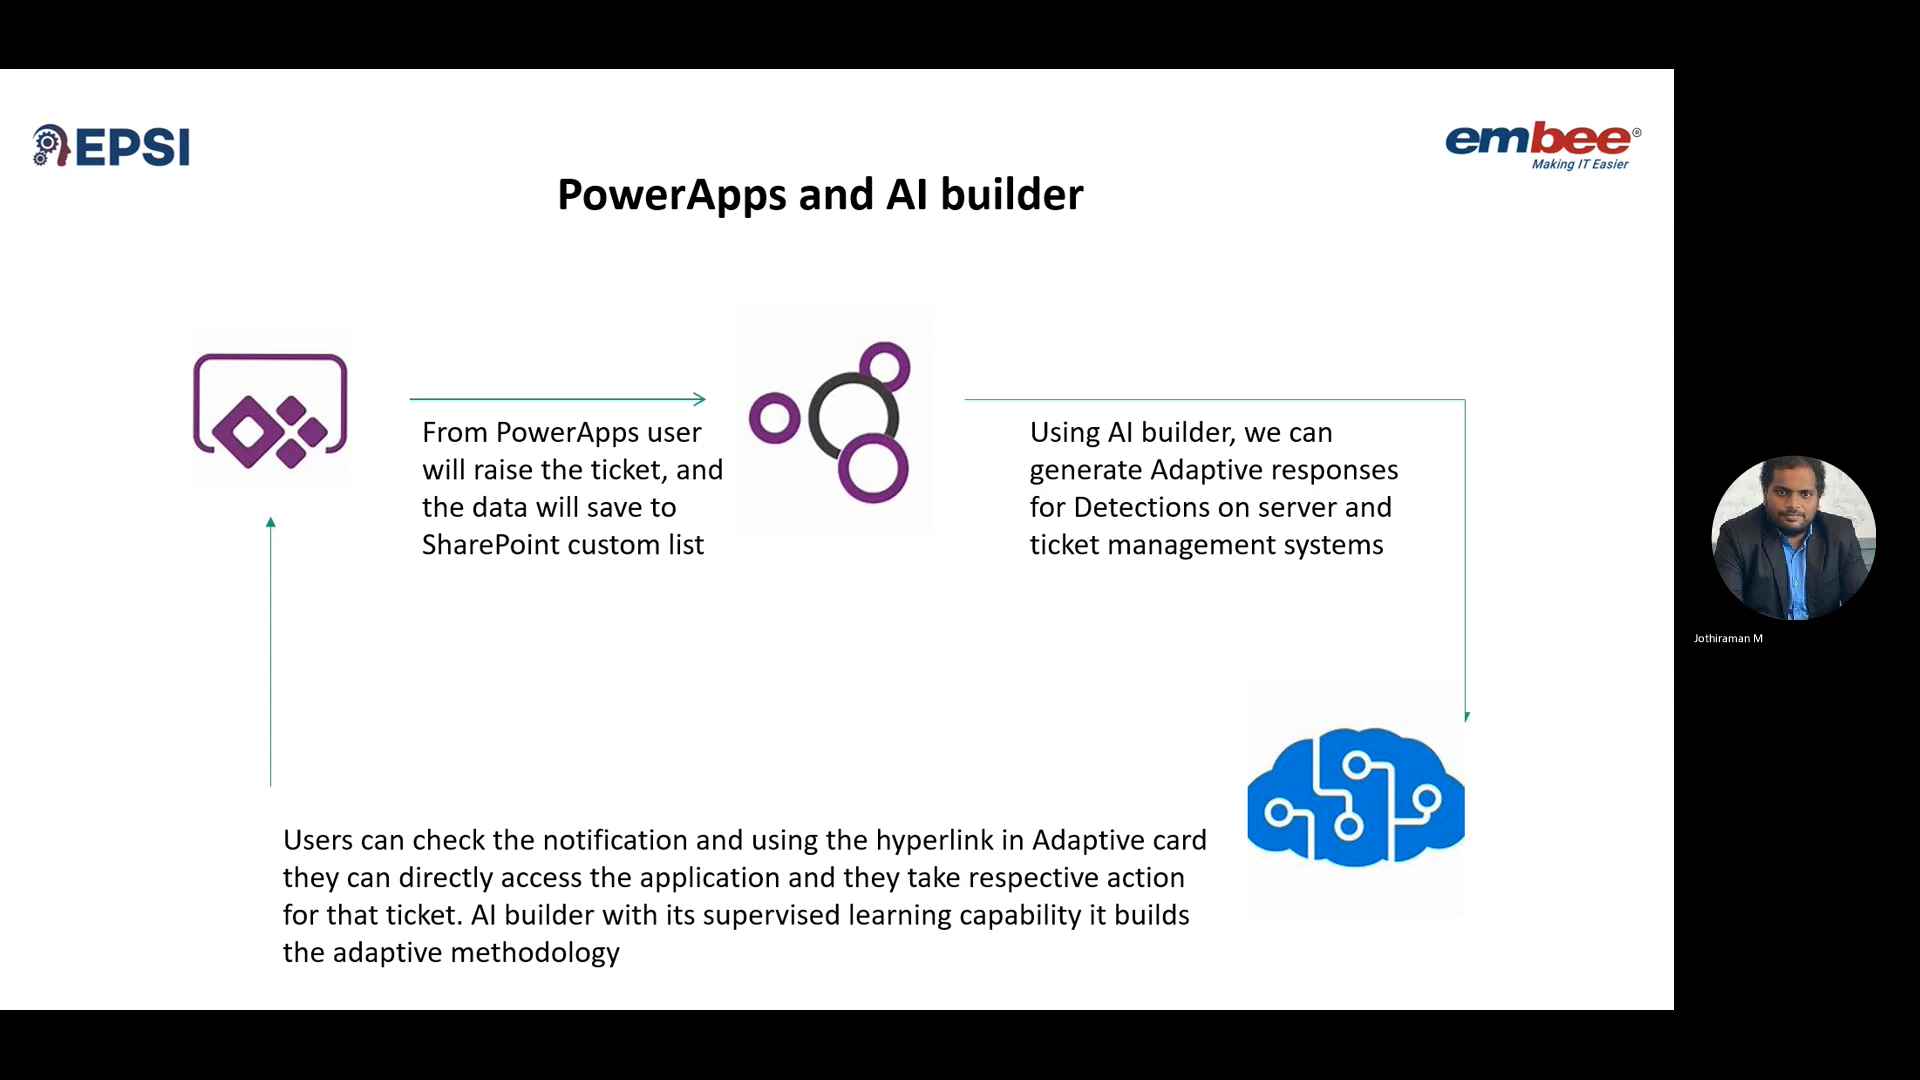 EPSI
embee®
Making IT Easier
PowerApps and AI builder
From PowerApps user
will raise the ticket, and
the data will save to
SharePoint custom list
Using AI builder, we can
generate Adaptive responses
for Detections on server and
ticket management systems
Jothiraman M
Users can check the notification and using the hyperlink in Adaptive card
they can directly access the application and they take respective action
for that ticket. AI builder with its supervised learning capability it builds
the adaptive methodology